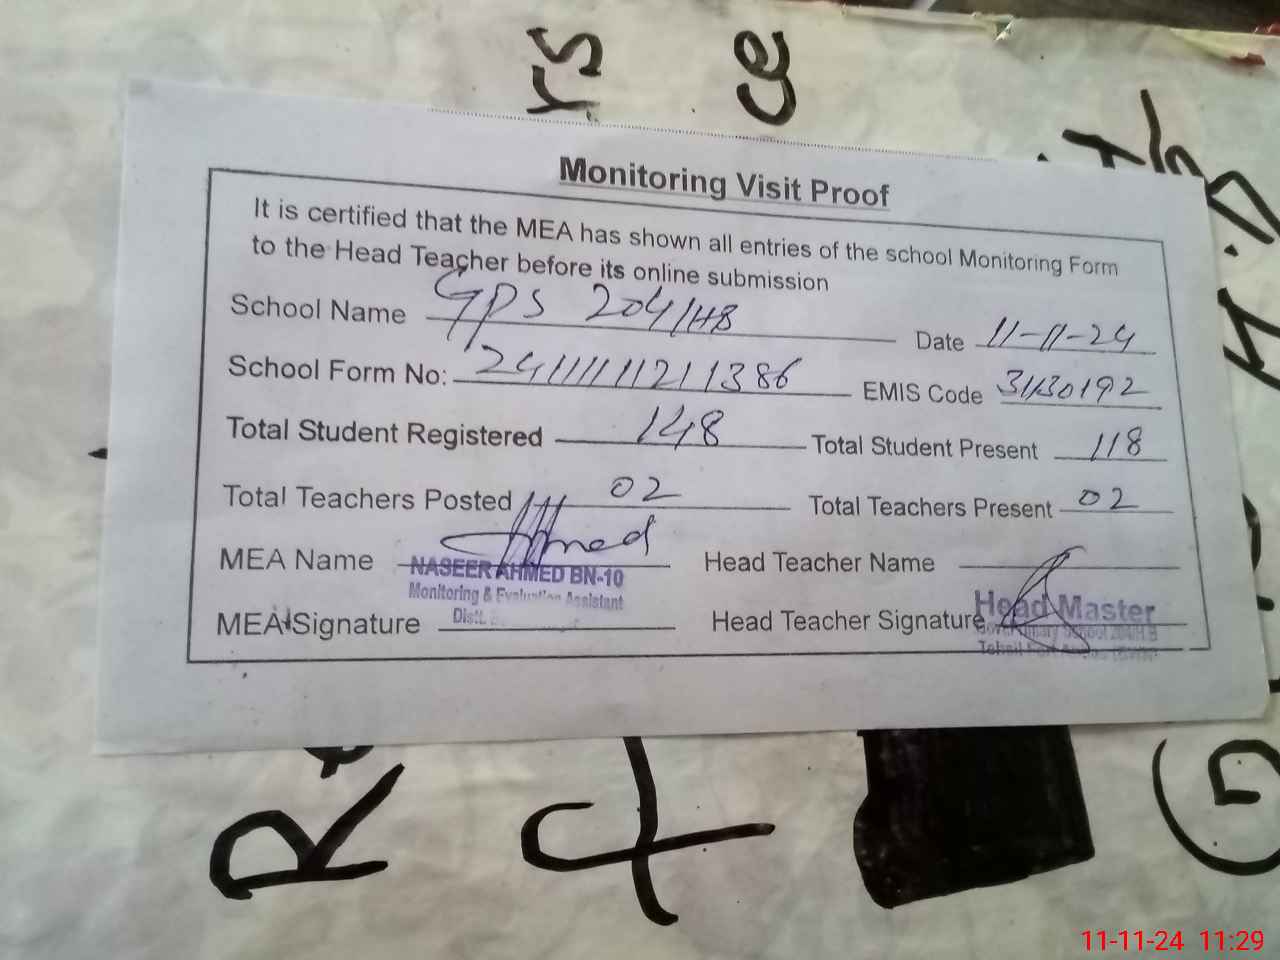 Monitoring Visit Proof
It is certified that the MEA has shown all entries of the school Monitoring Form
to the Head Teacher before its online submission
School Name GPS 204/HB Date 11-11-24
School Form No: 2411111211386 EMIS Code 31130192
Total Student Registered 148 Total Student Present 118
Total Teachers Posted 02 Total Teachers Present 02
MEA Name Ahmed Head Teacher Name
NASEER AHMED BN-10
Monitoring & Evaluation Assistant
Distt.
MEA Signature Head Teacher Signature
Head Master
11-11-24 11:29